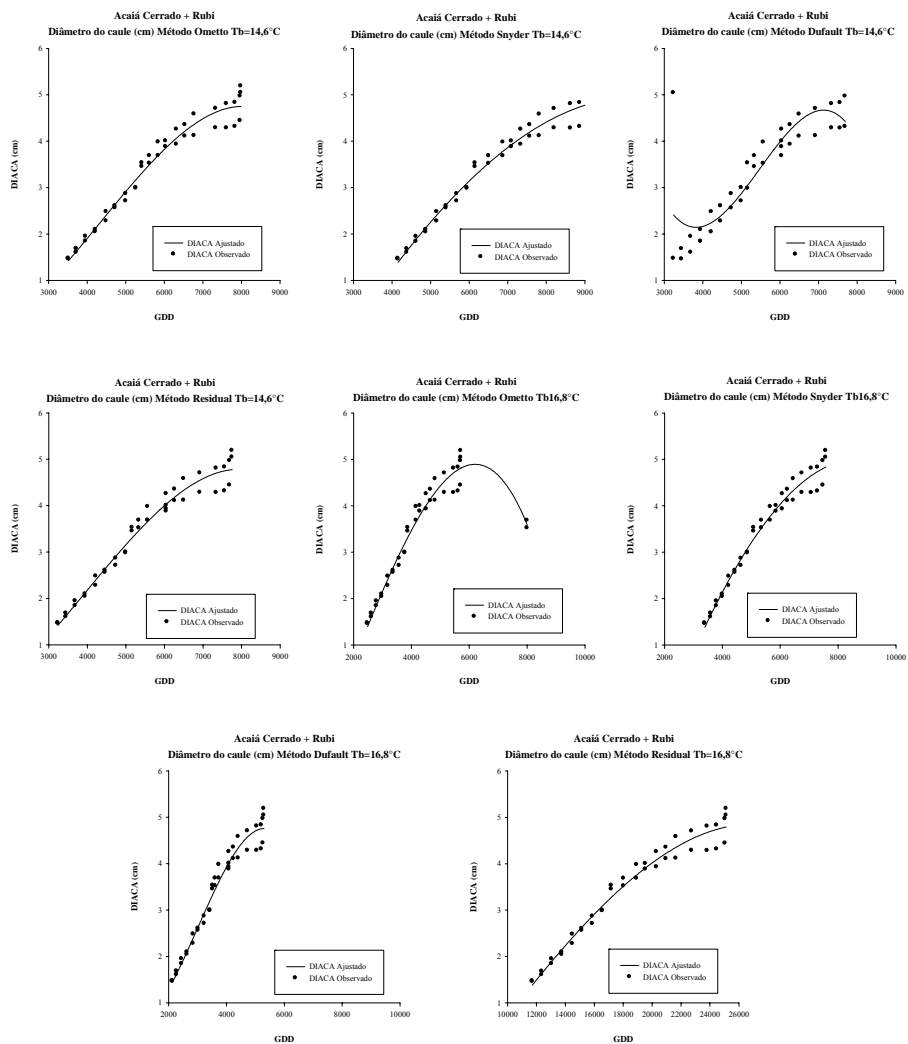 Acaiá Cerrado + Rubi
Diâmetro do caule (cm) Método Ometto Tb=14,6°C
6
5
4
3
2
1
DIACA (cm)
DIACA Ajustado
DIACA Observado
3000 4000 5000 6000 7000 8000 9000
GDD
Acaiá Cerrado + Rubi
Diâmetro do caule (cm) Método Snyder Tb=14,6°C
6
5
4
3
2
1
DIACA (cm)
DIACA Ajustado
DIACA Observado
3000 4000 5000 6000 7000 8000 9000
GDD
Acaiá Cerrado + Rubi
Diâmetro do caule (cm) Método Dufault Tb=14,6°C
6
5
4
3
2
1
DIACA (cm)
DIACA Ajustado
DIACA Observado
3000 4000 5000 6000 7000 8000 9000
GDD
Acaiá Cerrado + Rubi
Diâmetro do caule (cm) Método Residual Tb=14,6°C
6
5
4
3
2
1
DIACA (cm)
DIACA Ajustado
DIACA Observado
3000 4000 5000 6000 7000 8000 9000
GDD
Acaiá Cerrado + Rubi
Diâmetro do caule (cm) Método Ometto Tb16,8°C
6
5
4
3
2
1
DIACA (cm)
DIACA Ajustado
DIACA Observado
2000 4000 6000 8000 10000
GDD
Acaiá Cerrado + Rubi
Diâmetro do caule (cm) Método Snyder Tb16,8°C
6
5
4
3
2
1
DIACA (cm)
DIACA Ajustado
DIACA Observado
2000 4000 6000 8000 10000
GDD
Acaiá Cerrado + Rubi
Diâmetro do caule (cm) Método Dufault Tb=16,8°C
6
5
4
3
2
1
DIACA (cm)
DIACA Ajustado
DIACA Observado
2000 4000 6000 8000 10000
GDD
Acaiá Cerrado + Rubi
Diâmetro do caule (cm) Método Residual Tb=16,8°C
6
5
4
3
2
1
DIACA (cm)
DIACA Ajustado
DIACA Observado
10000 12000 14000 16000 18000 20000 22000 24000 26000
GDD